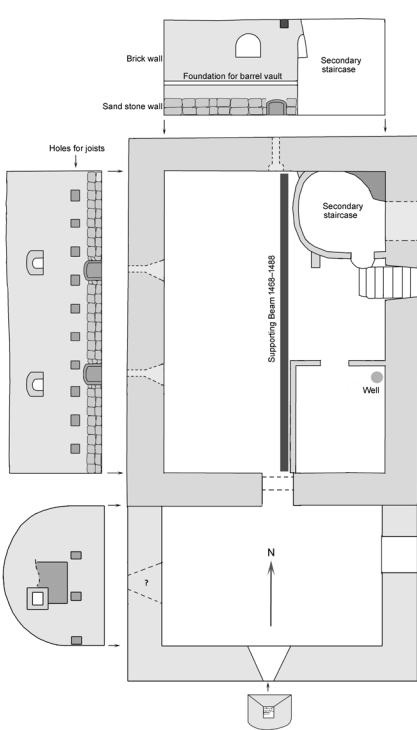 Brick wall
Secondary
staircase
Foundation for barrel vault
Sand stone wall
Holes for joists
Secondary
staircase
Supporting Beam 1468–1488
Well
N
?